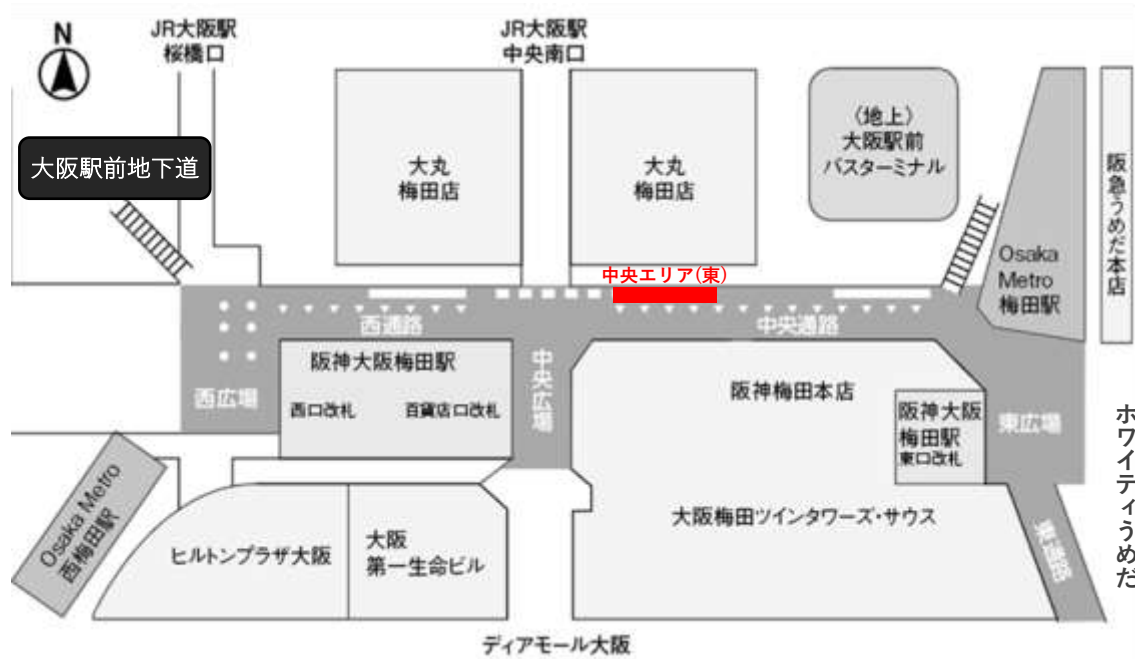 N
JR大阪駅
桜橋口
JR大阪駅
中央南口
大阪駅前地下道
大丸
梅田店
大丸
梅田店
〈地上〉
大阪駅前
バスターミナル
阪急うめだ本店
Osaka
Metro
梅田駅
中央エリア(東)
西通路
中央通路
西広場
阪神大阪梅田駅
西口改札
百貨店口改札
中央広場
阪神梅田本店
阪神大阪
梅田駅
東口改札
東広場
ホワイティうめだ
Osaka Metro
西梅田駅
ヒルトンプラザ大阪
大阪
第一生命ビル
大阪梅田ツインタワーズ・サウス
東通路
ディアモール大阪